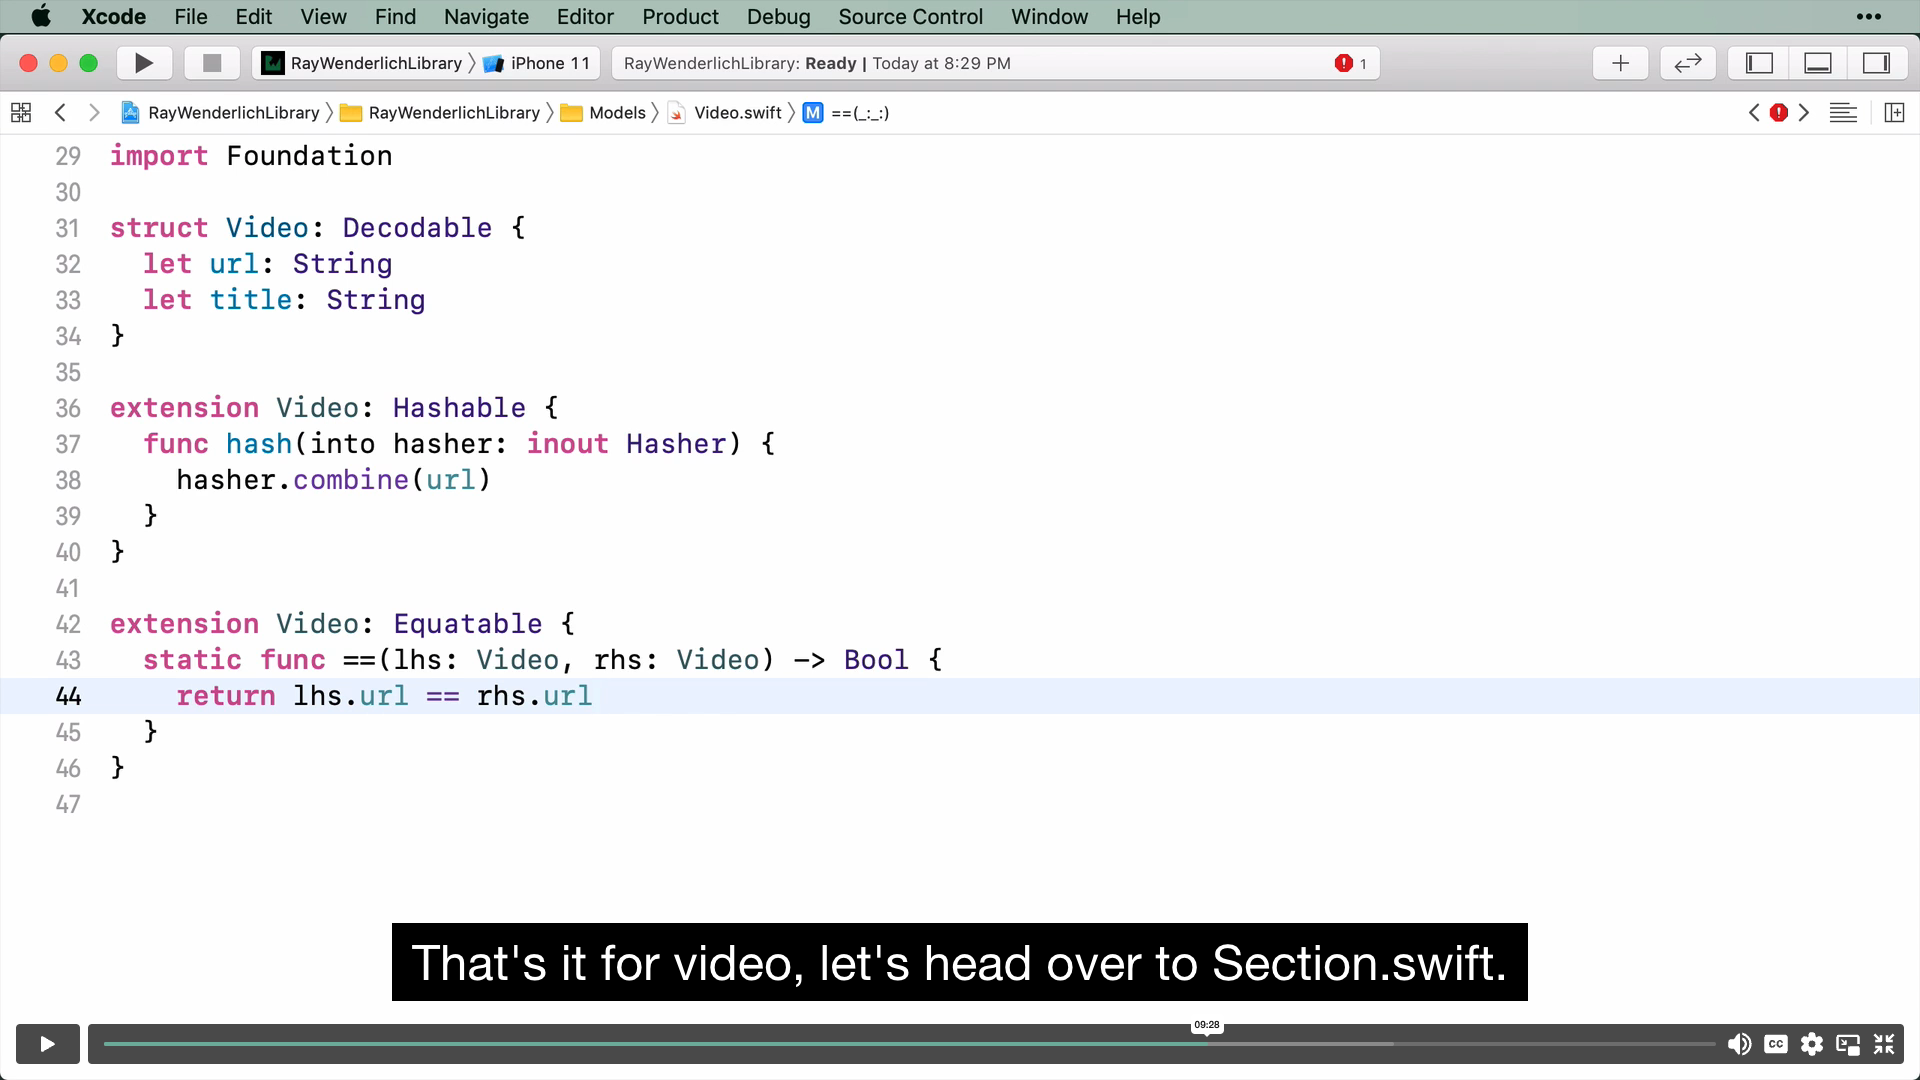 Xcode File Edit View Find Navigate Editor Product Debug Source Control Window Help
RayWenderlichLibrary iPhone 11 RayWenderlichLibrary: Ready | Today at 8:29 PM 1
RayWenderlichLibrary RayWenderlichLibrary Models Video.swift M ==(_:_:)
29 import Foundation
30
31 struct Video: Decodable {
32 let url: String
33 let title: String
34 }
35
36 extension Video: Hashable {
37 func hash(into hasher: inout Hasher) {
38 hasher.combine(url)
39 }
40 }
41
42 extension Video: Equatable {
43 static func ==(lhs: Video, rhs: Video) -> Bool {
44 return lhs.url == rhs.url
45 }
46 }
47
That's it for video, let's head over to Section.swift.
09:28
CC